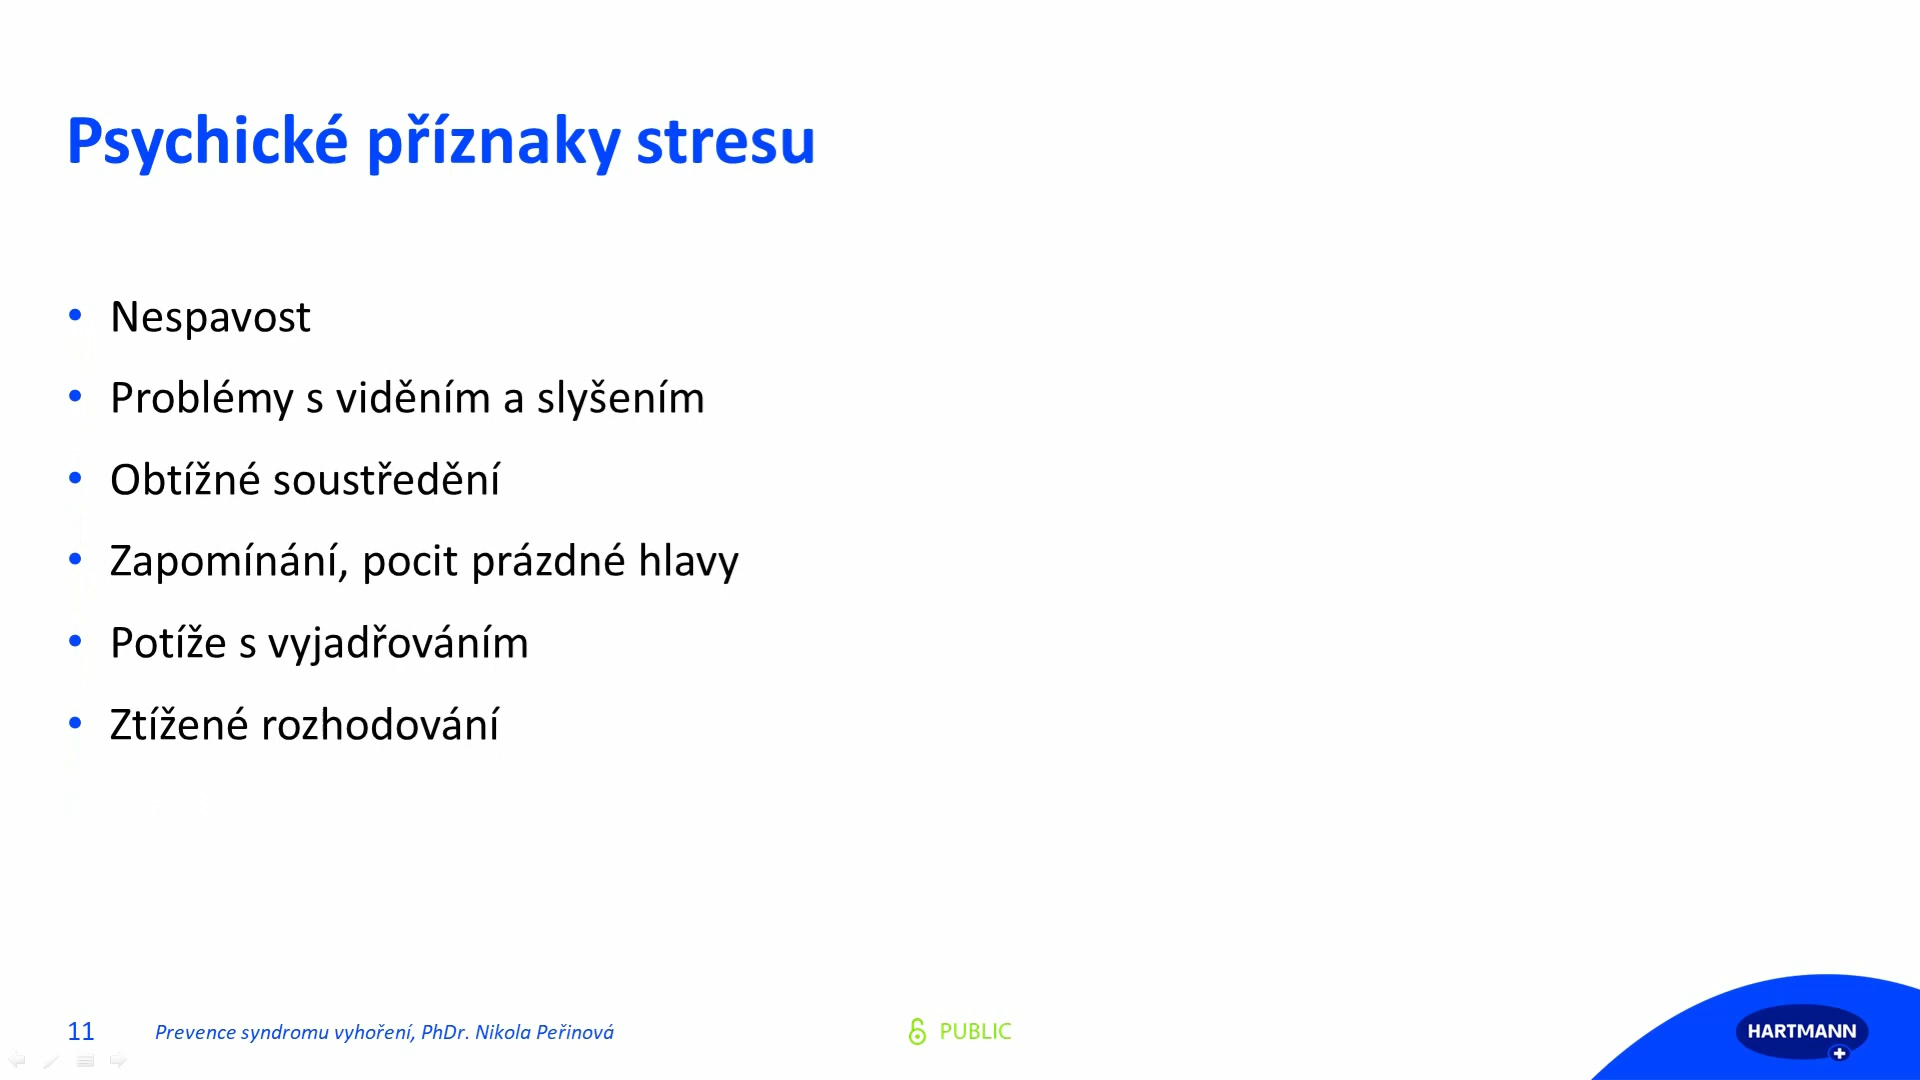 Psychické příznaky stresu
• Nespavost
• Problémy s viděním a slyšením
• Obtížné soustředění
• Zapomínání, pocit prázdné hlavy
• Potíže s vyjadřováním
• Ztížené rozhodování
11 Prevence syndromu vyhoření, PhDr. Nikola Peřinová PUBLIC HARTMANN